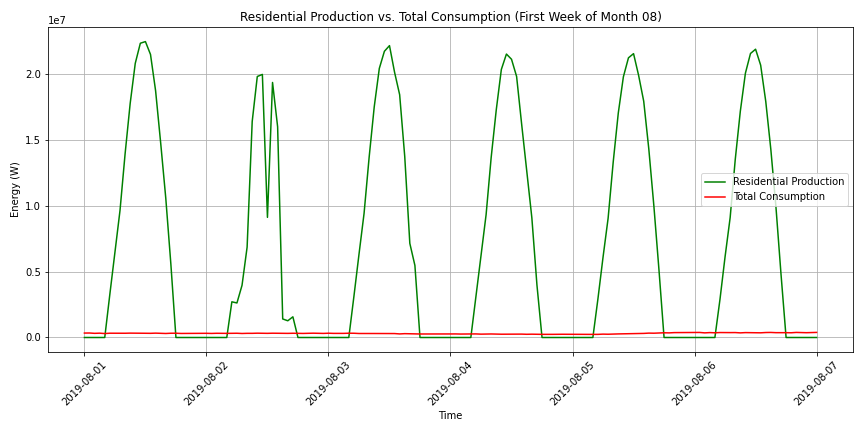 Residential Production vs. Total Consumption (First Week of Month 08)
1e7
2.0
1.5
1.0
0.5
0.0
Energy (W)
Residential Production
Total Consumption
2019-08-01
2019-08-02
2019-08-03
2019-08-04
2019-08-05
2019-08-06
2019-08-07
Time